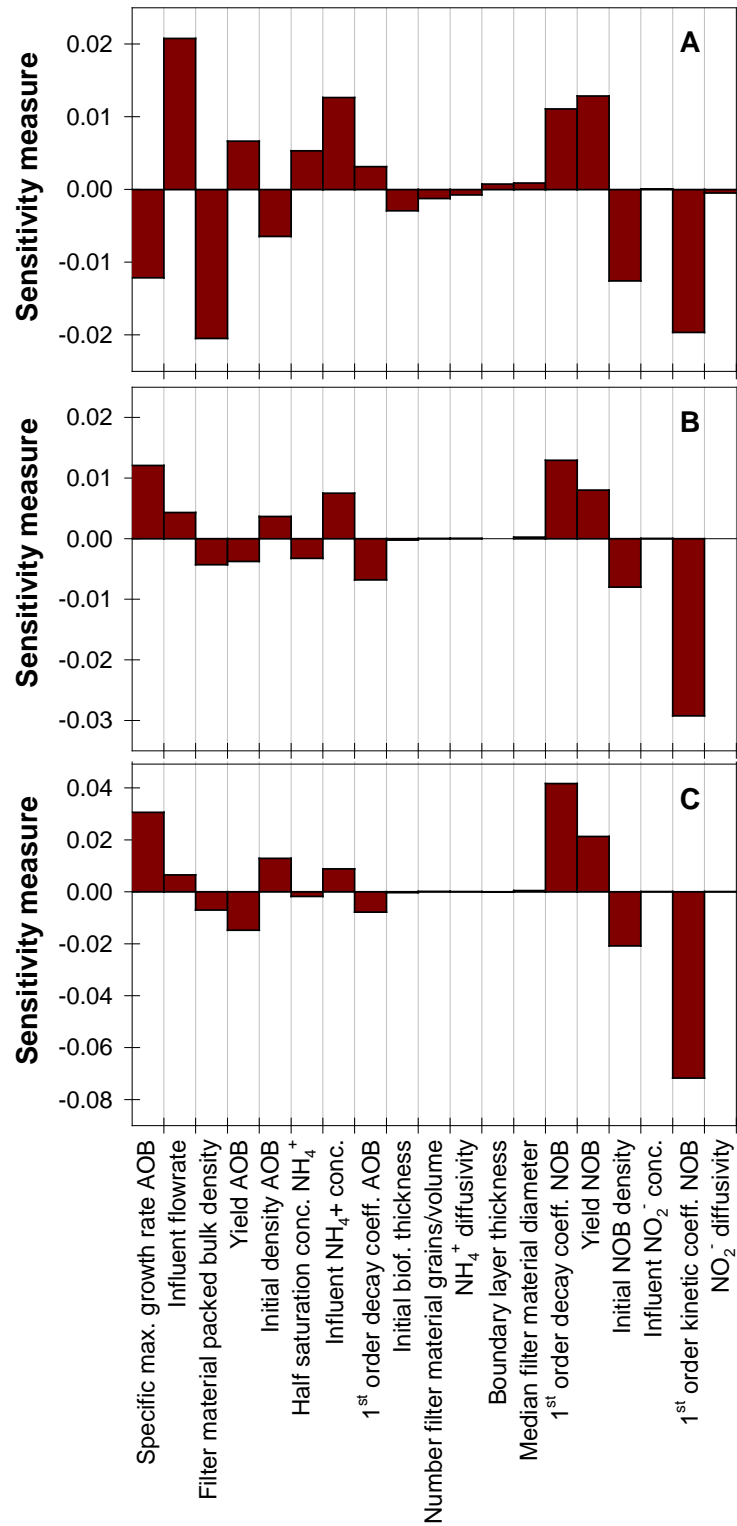 A
Sensitivity measure
0.02
0.01
0.00
-0.01
-0.02
B
Sensitivity measure
0.02
0.01
0.00
-0.01
-0.02
-0.03
C
Sensitivity measure
0.04
0.02
0.00
-0.02
-0.04
-0.06
-0.08
Specific max. growth rate AOB
Influent flowrate
Filter material packed bulk density
Yield AOB
Initial density AOB
Half saturation conc. NH₄⁺
Influent NH₄+ conc.
1ˢᵗ order decay coeff. AOB
Initial biof. thickness
Number filter material grains/volume
NH₄⁺ diffusivity
Boundary layer thickness
Median filter material diameter
1ˢᵗ order decay coeff. NOB
Yield NOB
Initial NOB density
Influent NO₂⁻ conc.
1ˢᵗ order kinetic coeff. NOB
NO₂⁻ diffusivity